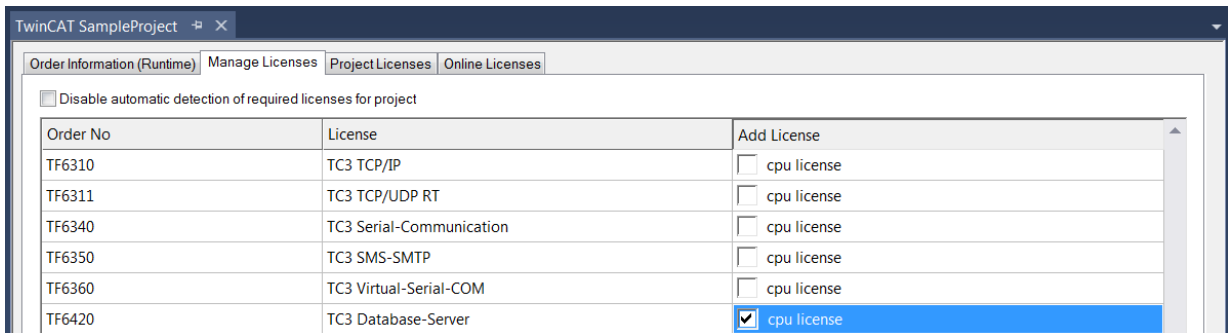 TwinCAT SampleProject
Order Information (Runtime) Manage Licenses Project Licenses Online Licenses
Disable automatic detection of required licenses for project
Order No License Add License
TF6310 TC3 TCP/IP cpu license
TF6311 TC3 TCP/UDP RT cpu license
TF6340 TC3 Serial-Communication cpu license
TF6350 TC3 SMS-SMTP cpu license
TF6360 TC3 Virtual-Serial-COM cpu license
TF6420 TC3 Database-Server cpu license